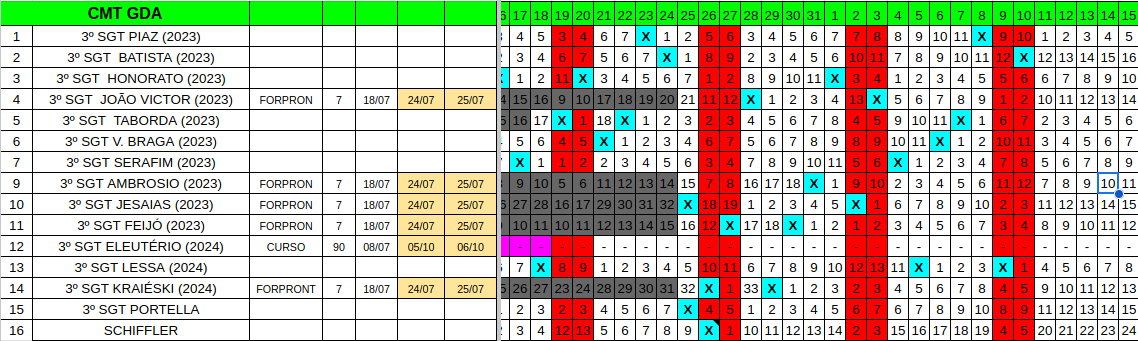 CMT GDA 17 18 19 20 21 22 23 24 25 26 27 28 29 30 31 1 2 3 4 5 6 7 8 9 10 11 12 13 14 15
1 3º SGT PIAZ (2023) 4 5 3 4 6 7 X 1 2 5 6 3 4 5 6 7 7 8 8 9 10 11 X 9 10 1 2 3 4 5
2 3º SGT BATISTA (2023) 3 4 6 7 5 6 7 X 1 8 9 2 3 4 5 6 10 11 7 8 9 10 11 12 X 12 13 14 15 16
3 3º SGT HONORATO (2023) X 1 2 11 X 3 4 5 6 7 1 2 8 9 10 11 X 3 4 1 2 3 4 5 5 6 6 7 8 9 10
4 3º SGT JOÃO VICTOR (2023) FORPRON 7 18/07 24/07 25/07 15 16 9 10 17 18 19 20 21 11 12 X 1 2 3 4 13 X 5 6 7 8 9 1 2 10 11 12 13 14
5 3º SGT TABORDA (2023) 16 17 X 1 18 X 1 2 3 2 3 4 5 6 7 8 4 5 9 10 11 X 1 6 7 2 3 4 5 6
6 3º SGT V. BRAGA (2023) 5 6 4 5 X 1 2 3 4 6 7 5 6 7 8 9 8 9 10 11 X 1 2 10 11 3 4 5 6 7
7 3º SGT SERAFIM (2023) X 1 1 2 2 3 4 5 6 3 4 7 8 9 10 11 5 6 X 1 2 3 4 7 8 5 6 7 8 9
9 3º SGT AMBROSIO (2023) FORPRON 7 18/07 24/07 25/07 9 10 5 6 11 12 13 14 15 7 8 16 17 18 X 1 9 10 2 3 4 5 6 11 12 7 8 9 10 11
10 3º SGT JESAIAS (2023) FORPRON 7 18/07 24/07 25/07 27 28 16 17 29 30 31 32 X 18 19 1 2 3 4 5 X 1 6 7 8 9 10 2 3 11 12 13 14 15
11 3º SGT FEIJÓ (2023) FORPRON 7 18/07 24/07 25/07 10 11 10 11 12 13 14 15 16 12 X 17 18 X 1 2 1 2 3 4 5 6 7 3 4 8 9 10 11 12
12 3º SGT ELEUTÉRIO (2024) CURSO 90 08/07 05/10 06/10 - - - - - - - - - - - - - - - - - - - - - - - - - - - - - -
13 3º SGT LESSA (2024) 7 X 8 9 1 2 3 4 5 10 11 6 7 8 9 10 12 13 11 X 1 2 3 X 1 4 5 6 7 8
14 3º SGT KRAIÉSKI (2024) FORPRONT 7 18/07 24/07 25/07 26 27 23 24 28 29 30 31 32 X 1 33 X 1 2 3 2 3 4 5 6 7 8 4 5 9 10 11 12 13
15 3º SGT PORTELLA 3 4 2 3 5 6 7 8 X 4 5 1 2 3 4 5 6 7 6 7 8 9 10 8 9 11 12 13 14 15
16 SCHIFFLER 3 4 12 13 5 6 7 8 9 X 1 10 11 12 13 14 2 3 15 16 17 18 19 4 5 20 21 22 23 24